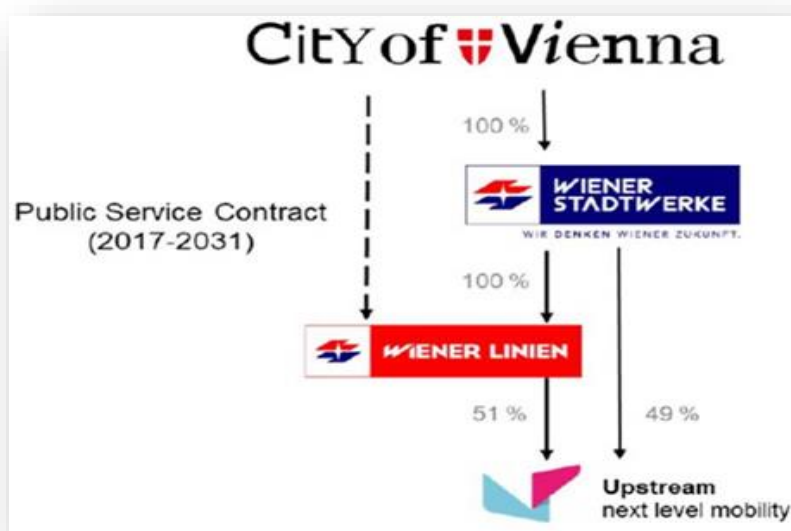 CitY of Vienna
100 %
WIENER
STADTWERKE
WIR DENKEN WIENER ZUKUNFT.
Public Service Contract
(2017-2031)
100 %
WIENER LINIEN
51 %
49 %
Upstream
next level mobility